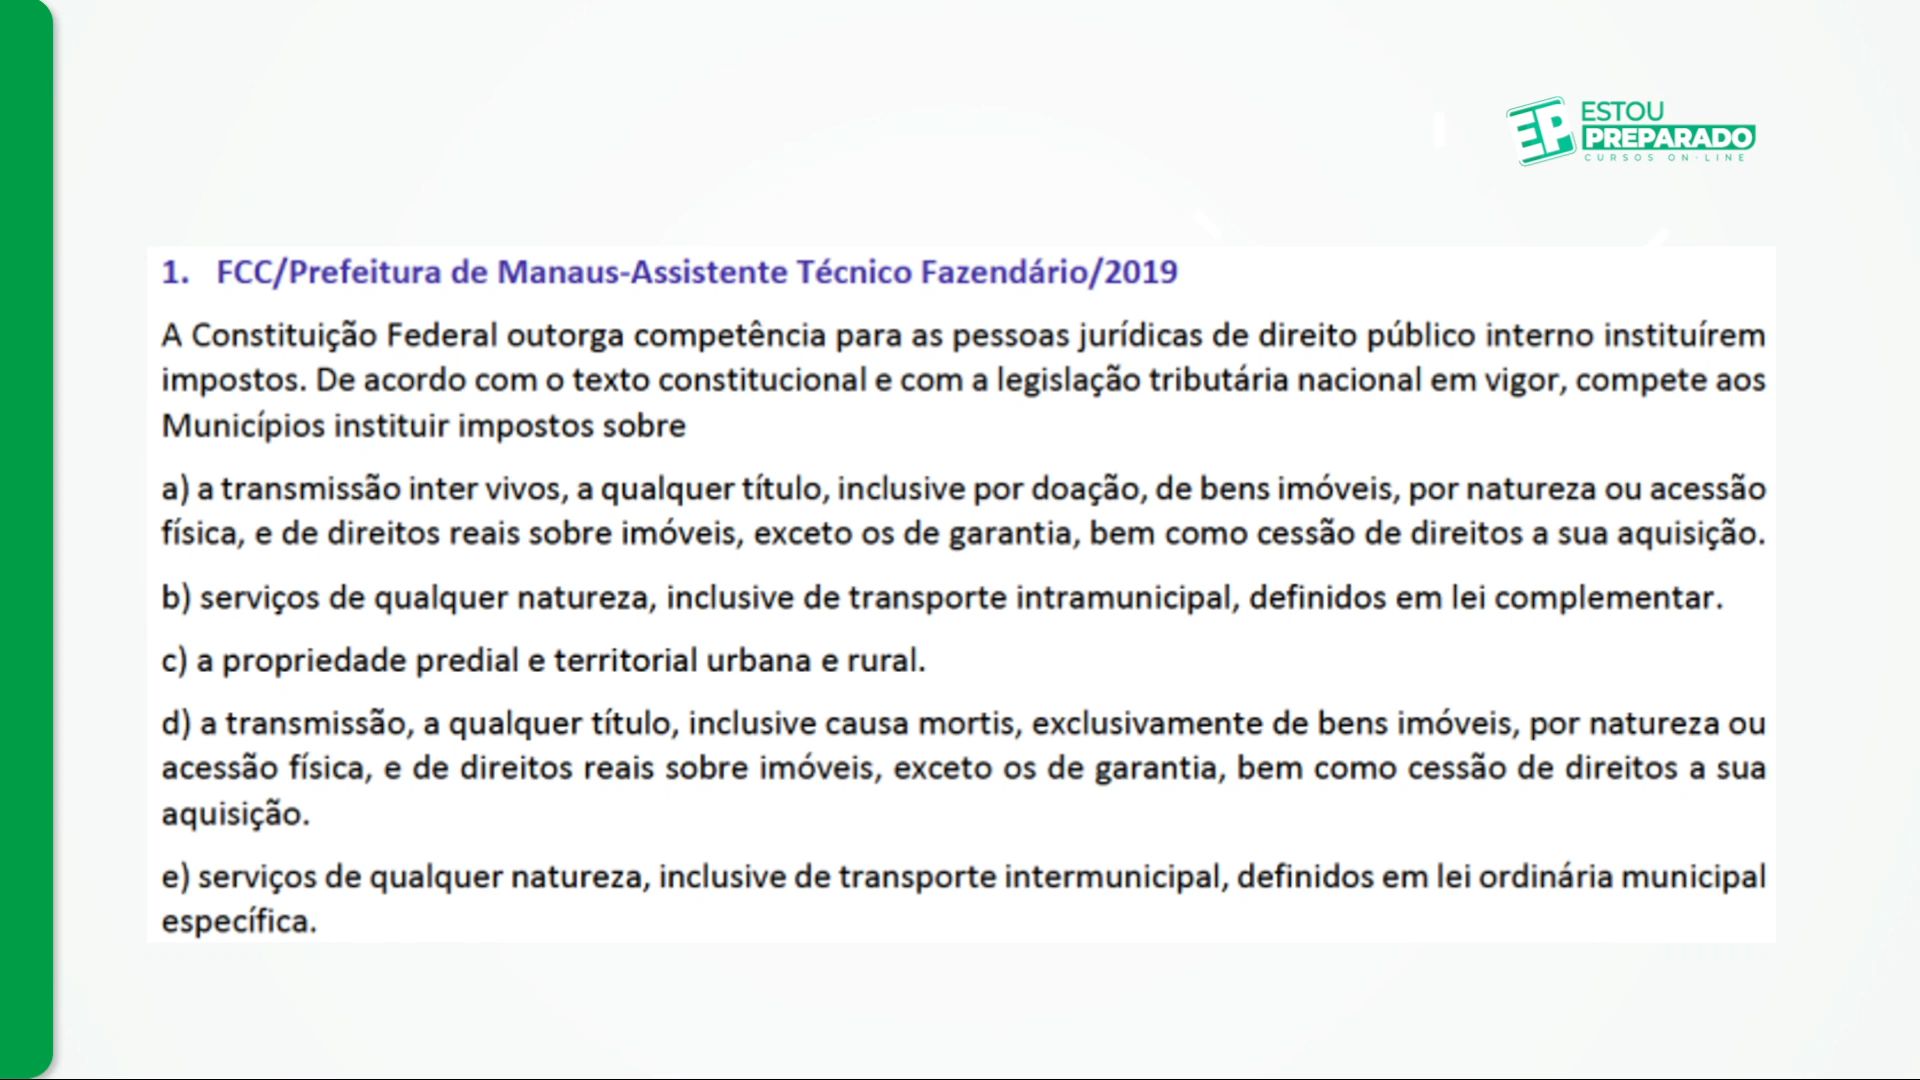 EP ESTOU
PREPARADO
CURSOS ON-LINE
1. FCC/Prefeitura de Manaus-Assistente Técnico Fazendário/2019
A Constituição Federal outorga competência para as pessoas jurídicas de direito público interno instituírem
impostos. De acordo com o texto constitucional e com a legislação tributária nacional em vigor, compete aos
Municípios instituir impostos sobre
a) a transmissão inter vivos, a qualquer título, inclusive por doação, de bens imóveis, por natureza ou acessão
física, e de direitos reais sobre imóveis, exceto os de garantia, bem como cessão de direitos a sua aquisição.
b) serviços de qualquer natureza, inclusive de transporte intramunicipal, definidos em lei complementar.
c) a propriedade predial e territorial urbana e rural.
d) a transmissão, a qualquer título, inclusive causa mortis, exclusivamente de bens imóveis, por natureza ou
acessão física, e de direitos reais sobre imóveis, exceto os de garantia, bem como cessão de direitos a sua
aquisição.
e) serviços de qualquer natureza, inclusive de transporte intermunicipal, definidos em lei ordinária municipal
específica.